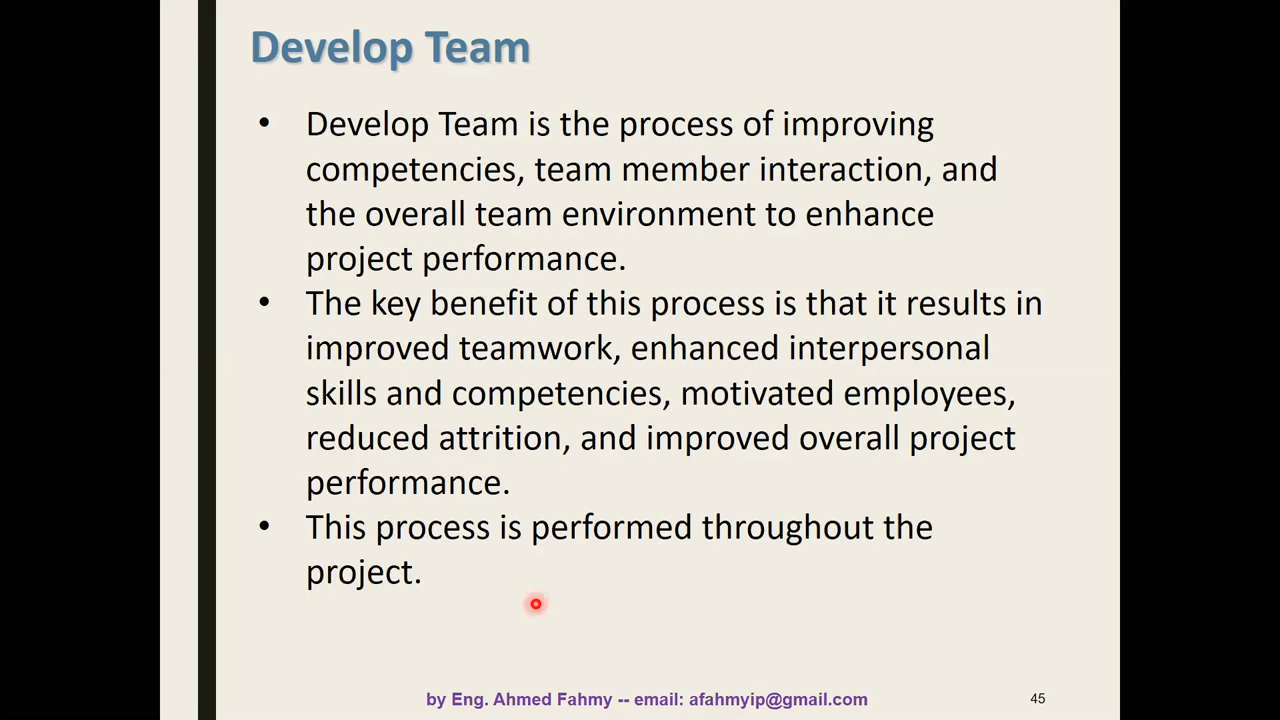 Develop Team
• Develop Team is the process of improving
competencies, team member interaction, and
the overall team environment to enhance
project performance.
• The key benefit of this process is that it results in
improved teamwork, enhanced interpersonal
skills and competencies, motivated employees,
reduced attrition, and improved overall project
performance.
• This process is performed throughout the
project.
by Eng. Ahmed Fahmy -- email: afahmyip@gmail.com
45